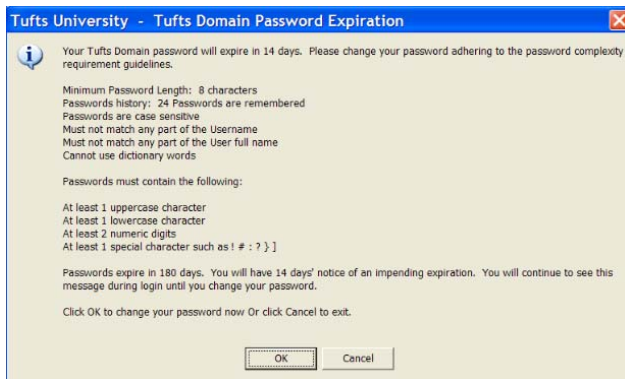 Tufts University - Tufts Domain Password Expiration
Your Tufts Domain password will expire in 14 days. Please change your password adhering to the password complexity
requirement guidelines.
Minimum Password Length: 8 characters
Passwords history: 24 Passwords are remembered
Passwords are case sensitive
Must not match any part of the Username
Must not match any part of the User full name
Cannot use dictionary words
Passwords must contain the following:
At least 1 uppercase character
At least 1 lowercase character
At least 2 numeric digits
At least 1 special character such as ! # : ? } ]
Passwords expire in 180 days. You will have 14 days' notice of an impending expiration. You will continue to see this
message during login until you change your password.
Click OK to change your password now Or click Cancel to exit.
OK Cancel